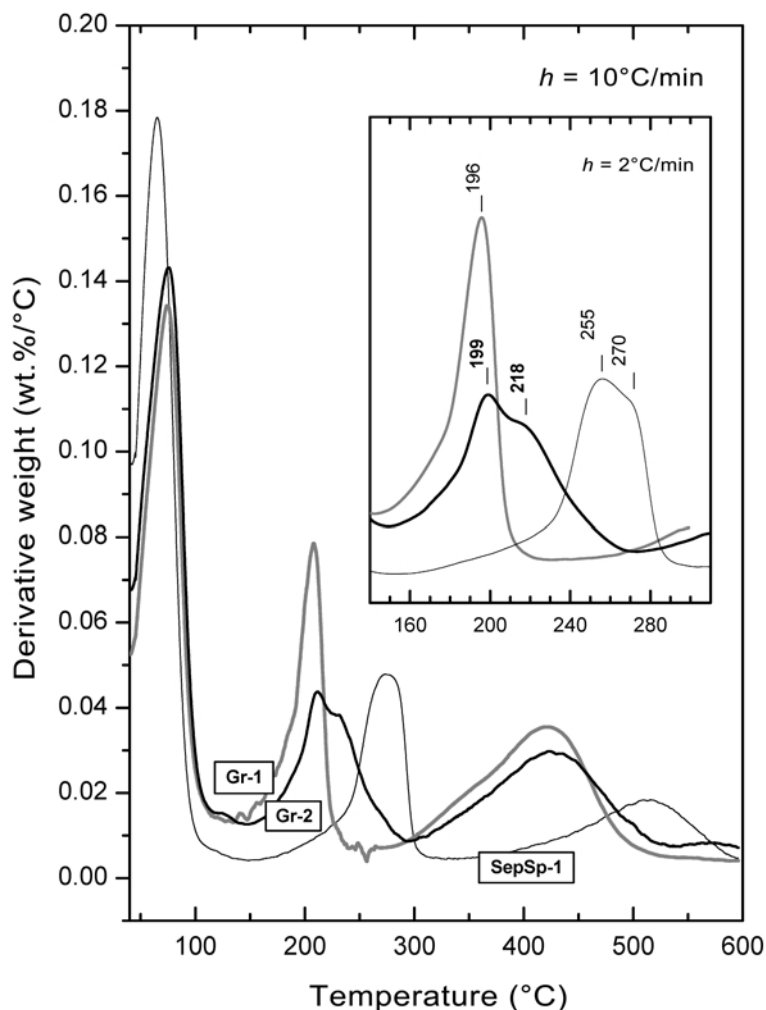 0.20
0.18
0.16
0.14
0.12
0.10
0.08
0.06
0.04
0.02
0.00
Derivative weight (wt.%/°C)
h = 10°C/min
h = 2°C/min
196
199
218
255
270
160 200 240 280
Gr-1
Gr-2
SepSp-1
100 200 300 400 500 600
Temperature (°C)